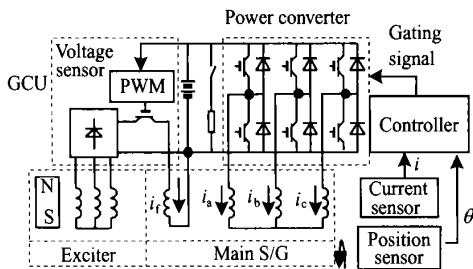 Power converter
Voltage
sensor
Gating
signal
GCU
PWM
Controller
N
S
i_f
i_a
i_b
i_c
i
Current
sensor
θ
Position
sensor
Exciter
Main S/G